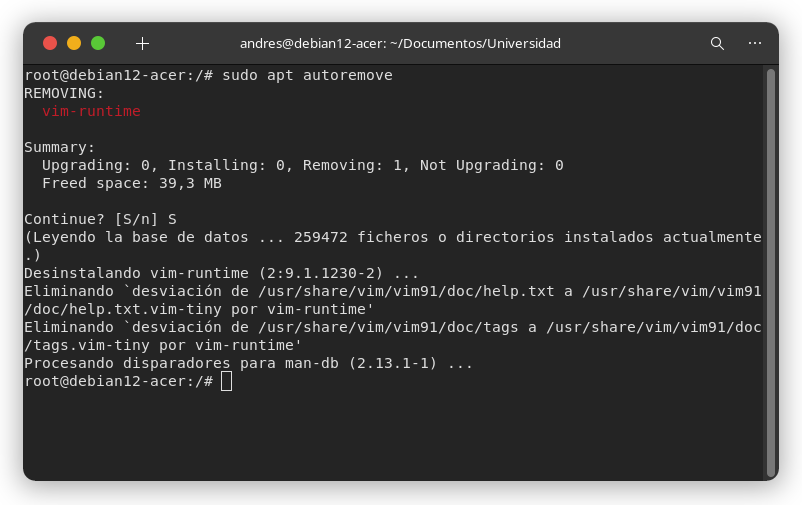 andres@debian12-acer: ~/Documentos/Universidad
root@debian12-acer:/# sudo apt autoremove
REMOVING:
  vim-runtime
Summary:
  Upgrading: 0, Installing: 0, Removing: 1, Not Upgrading: 0
  Freed space: 39,3 MB
Continue? [S/n] S
(Leyendo la base de datos ... 259472 ficheros o directorios instalados actualmente
.)
Desinstalando vim-runtime (2:9.1.1230-2) ...
Eliminando `desviación de /usr/share/vim/vim91/doc/help.txt a /usr/share/vim/vim91
/doc/help.txt.vim-tiny por vim-runtime'
Eliminando `desviación de /usr/share/vim/vim91/doc/tags a /usr/share/vim/vim91/doc
/tags.vim-tiny por vim-runtime'
Procesando disparadores para man-db (2.13.1-1) ...
root@debian12-acer:/#